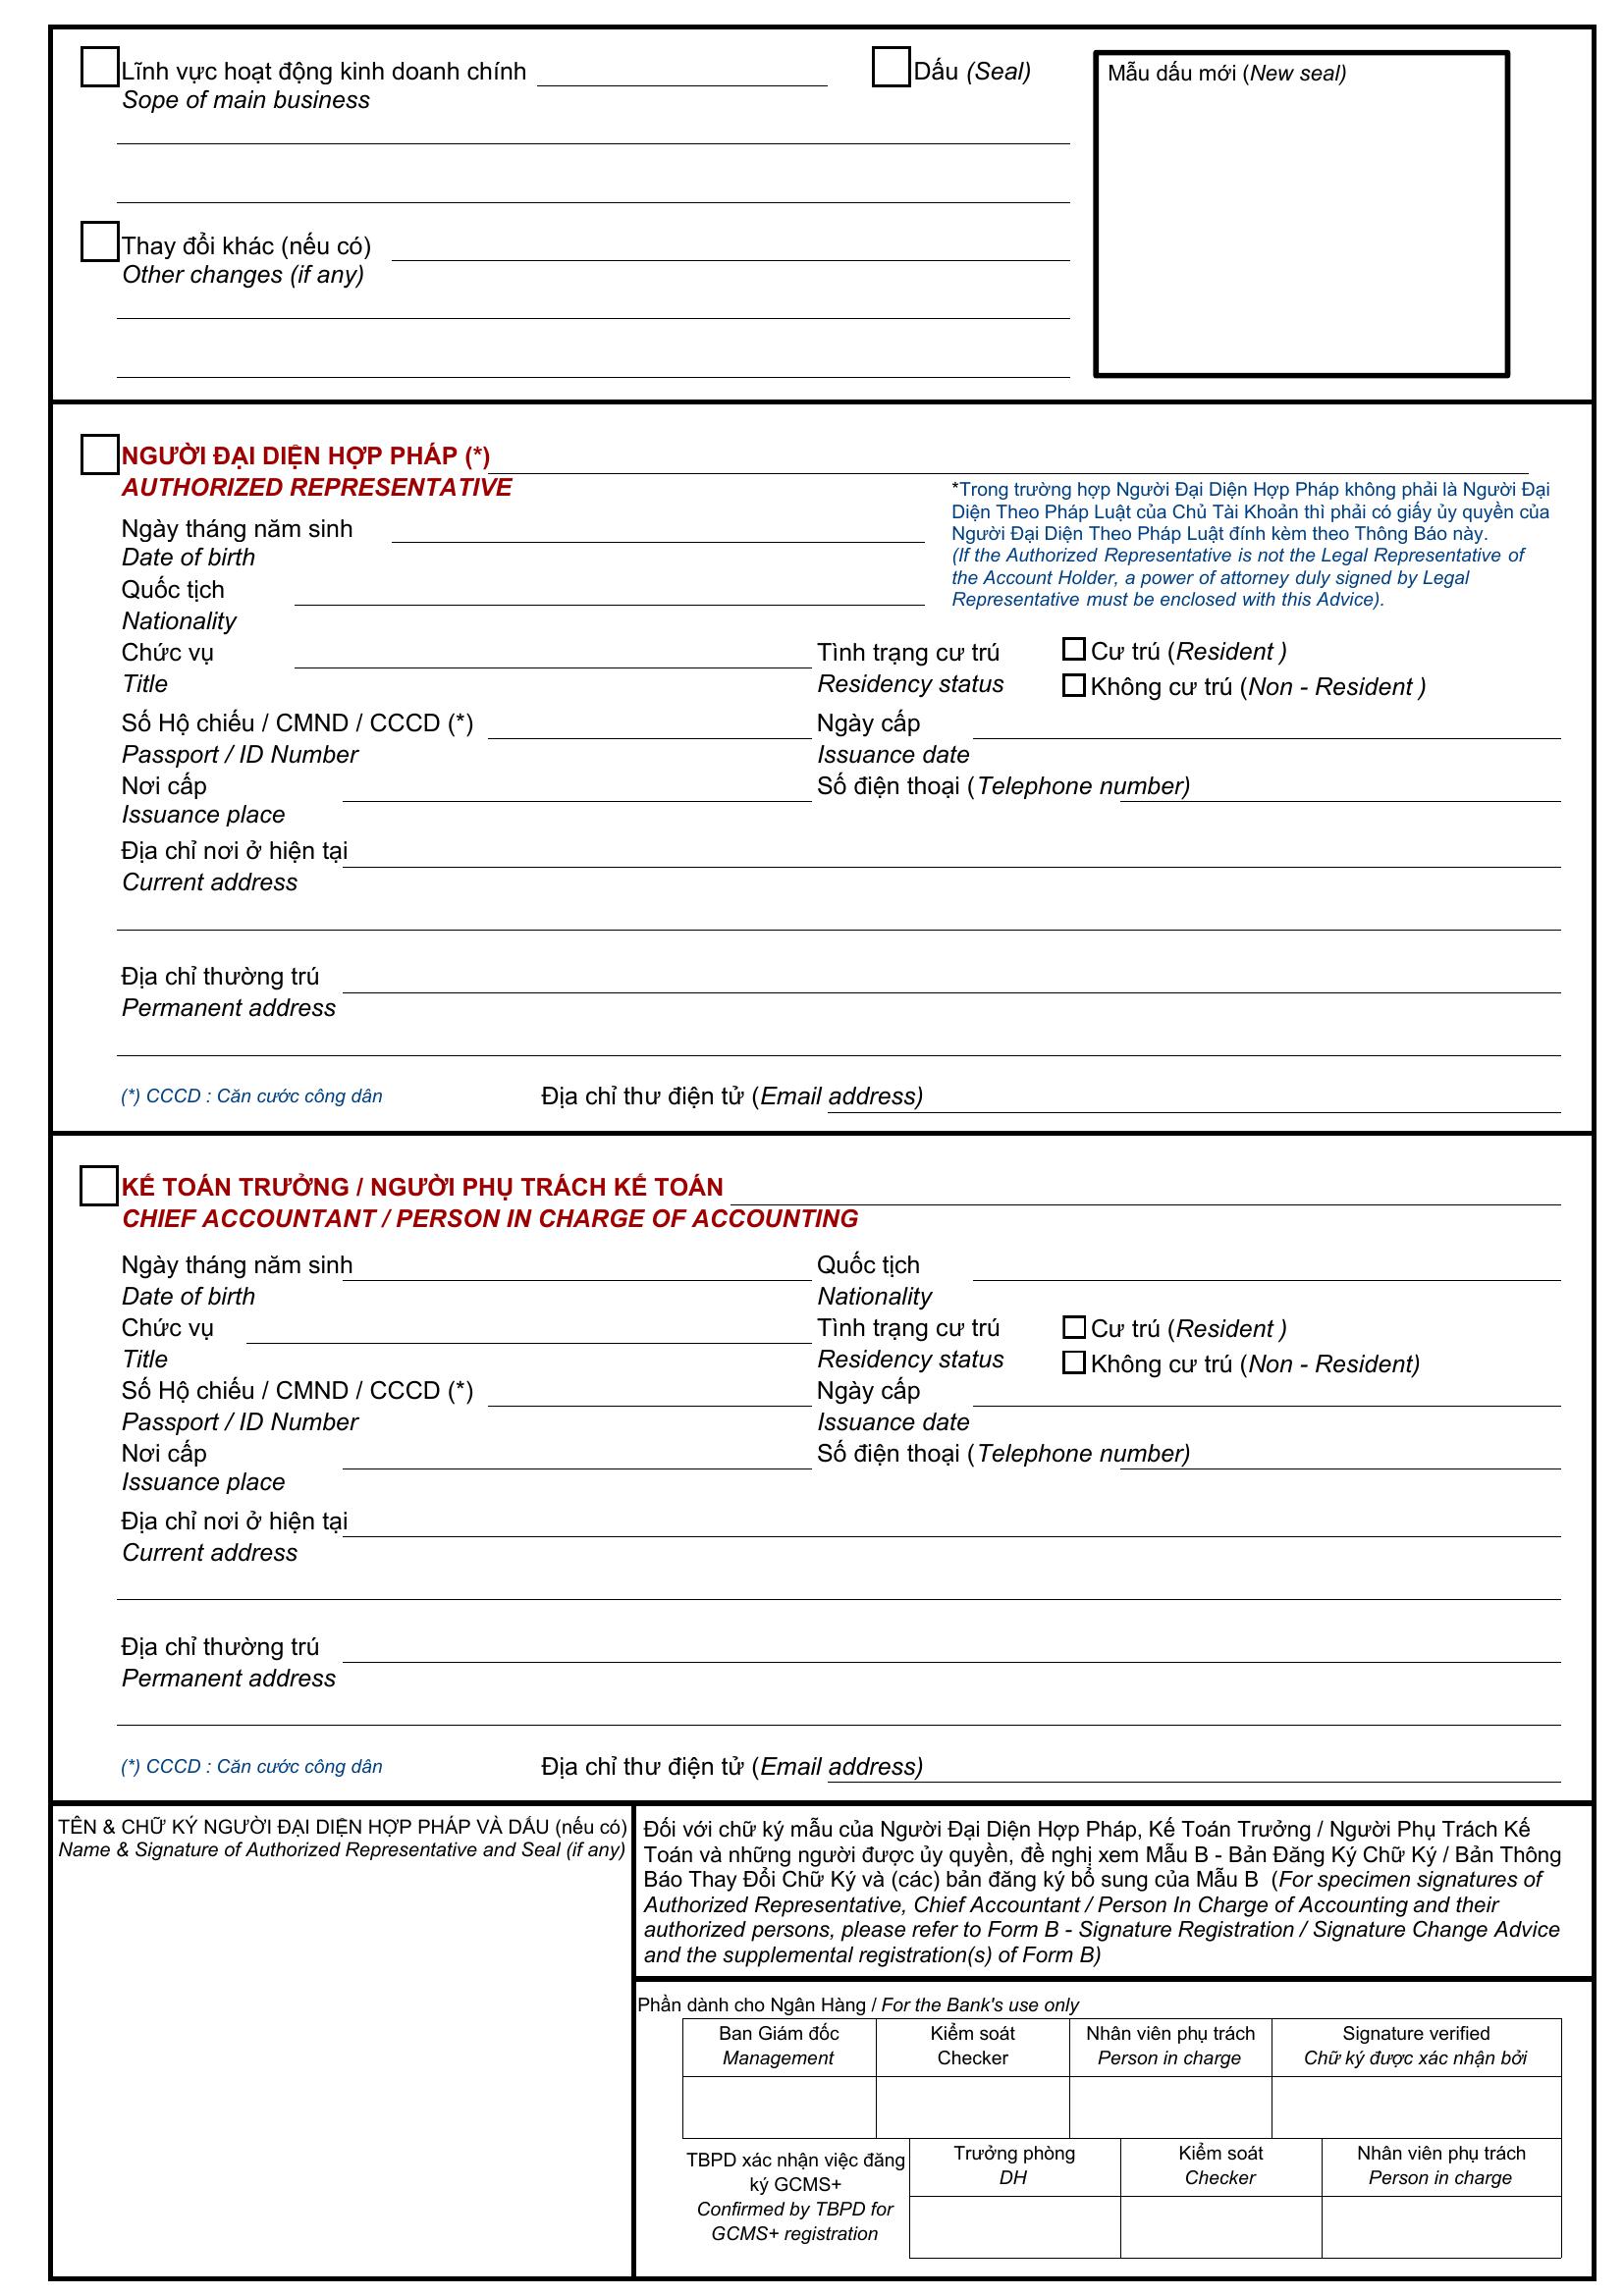 Lĩnh vực hoạt động kinh doanh chính
Sope of main business
Dấu (Seal)
Mẫu dấu mới (New seal)
Thay đổi khác (nếu có)
Other changes (if any)
NGƯỜI ĐẠI DIỆN HỢP PHÁP (*)
AUTHORIZED REPRESENTATIVE
*Trong trường hợp Người Đại Diện Hợp Pháp không phải là Người Đại
Diện Theo Pháp Luật của Chủ Tài Khoản thì phải có giấy ủy quyền của
Người Đại Diện Theo Pháp Luật đính kèm theo Thông Báo này.
(If the Authorized Representative is not the Legal Representative of
the Account Holder, a power of attorney duly signed by Legal
Representative must be enclosed with this Advice).
Ngày tháng năm sinh
Date of birth
Quốc tịch
Nationality
Chức vụ
Title
Tình trạng cư trú
Residency status
Cư trú (Resident )
Không cư trú (Non - Resident )
Số Hộ chiếu / CMND / CCCD (*)
Passport / ID Number
Ngày cấp
Issuance date
Nơi cấp
Issuance place
Số điện thoại (Telephone number)
Địa chỉ nơi ở hiện tại
Current address
Địa chỉ thường trú
Permanent address
(*) CCCD : Căn cước công dân
Địa chỉ thư điện tử (Email address)
KẾ TOÁN TRƯỞNG / NGƯỜI PHỤ TRÁCH KẾ TOÁN
CHIEF ACCOUNTANT / PERSON IN CHARGE OF ACCOUNTING
Ngày tháng năm sinh
Date of birth
Quốc tịch
Nationality
Chức vụ
Title
Tình trạng cư trú
Residency status
Cư trú (Resident )
Không cư trú (Non - Resident)
Số Hộ chiếu / CMND / CCCD (*)
Passport / ID Number
Ngày cấp
Issuance date
Nơi cấp
Issuance place
Số điện thoại (Telephone number)
Địa chỉ nơi ở hiện tại
Current address
Địa chỉ thường trú
Permanent address
(*) CCCD : Căn cước công dân
Địa chỉ thư điện tử (Email address)
TÊN & CHỮ KÝ NGƯỜI ĐẠI DIỆN HỢP PHÁP VÀ DẤU (nếu có)
Name & Signature of Authorized Representative and Seal (if any)
Đối với chữ ký mẫu của Người Đại Diện Hợp Pháp, Kế Toán Trưởng / Người Phụ Trách Kế
Toán và những người được ủy quyền, đề nghị xem Mẫu B - Bản Đăng Ký Chữ Ký / Bản Thông
Báo Thay Đổi Chữ Ký và (các) bản đăng ký bổ sung của Mẫu B (For specimen signatures of
Authorized Representative, Chief Accountant / Person In Charge of Accounting and their
authorized persons, please refer to Form B - Signature Registration / Signature Change Advice
and the supplemental registration(s) of Form B)
Phần dành cho Ngân Hàng / For the Bank's use only
Ban Giám đốc
Management
Kiểm soát
Checker
Nhân viên phụ trách
Person in charge
Signature verified
Chữ ký được xác nhận bởi
TBPD xác nhận việc đăng
ký GCMS+
Confirmed by TBPD for
GCMS+ registration
Trưởng phòng
DH
Kiểm soát
Checker
Nhân viên phụ trách
Person in charge